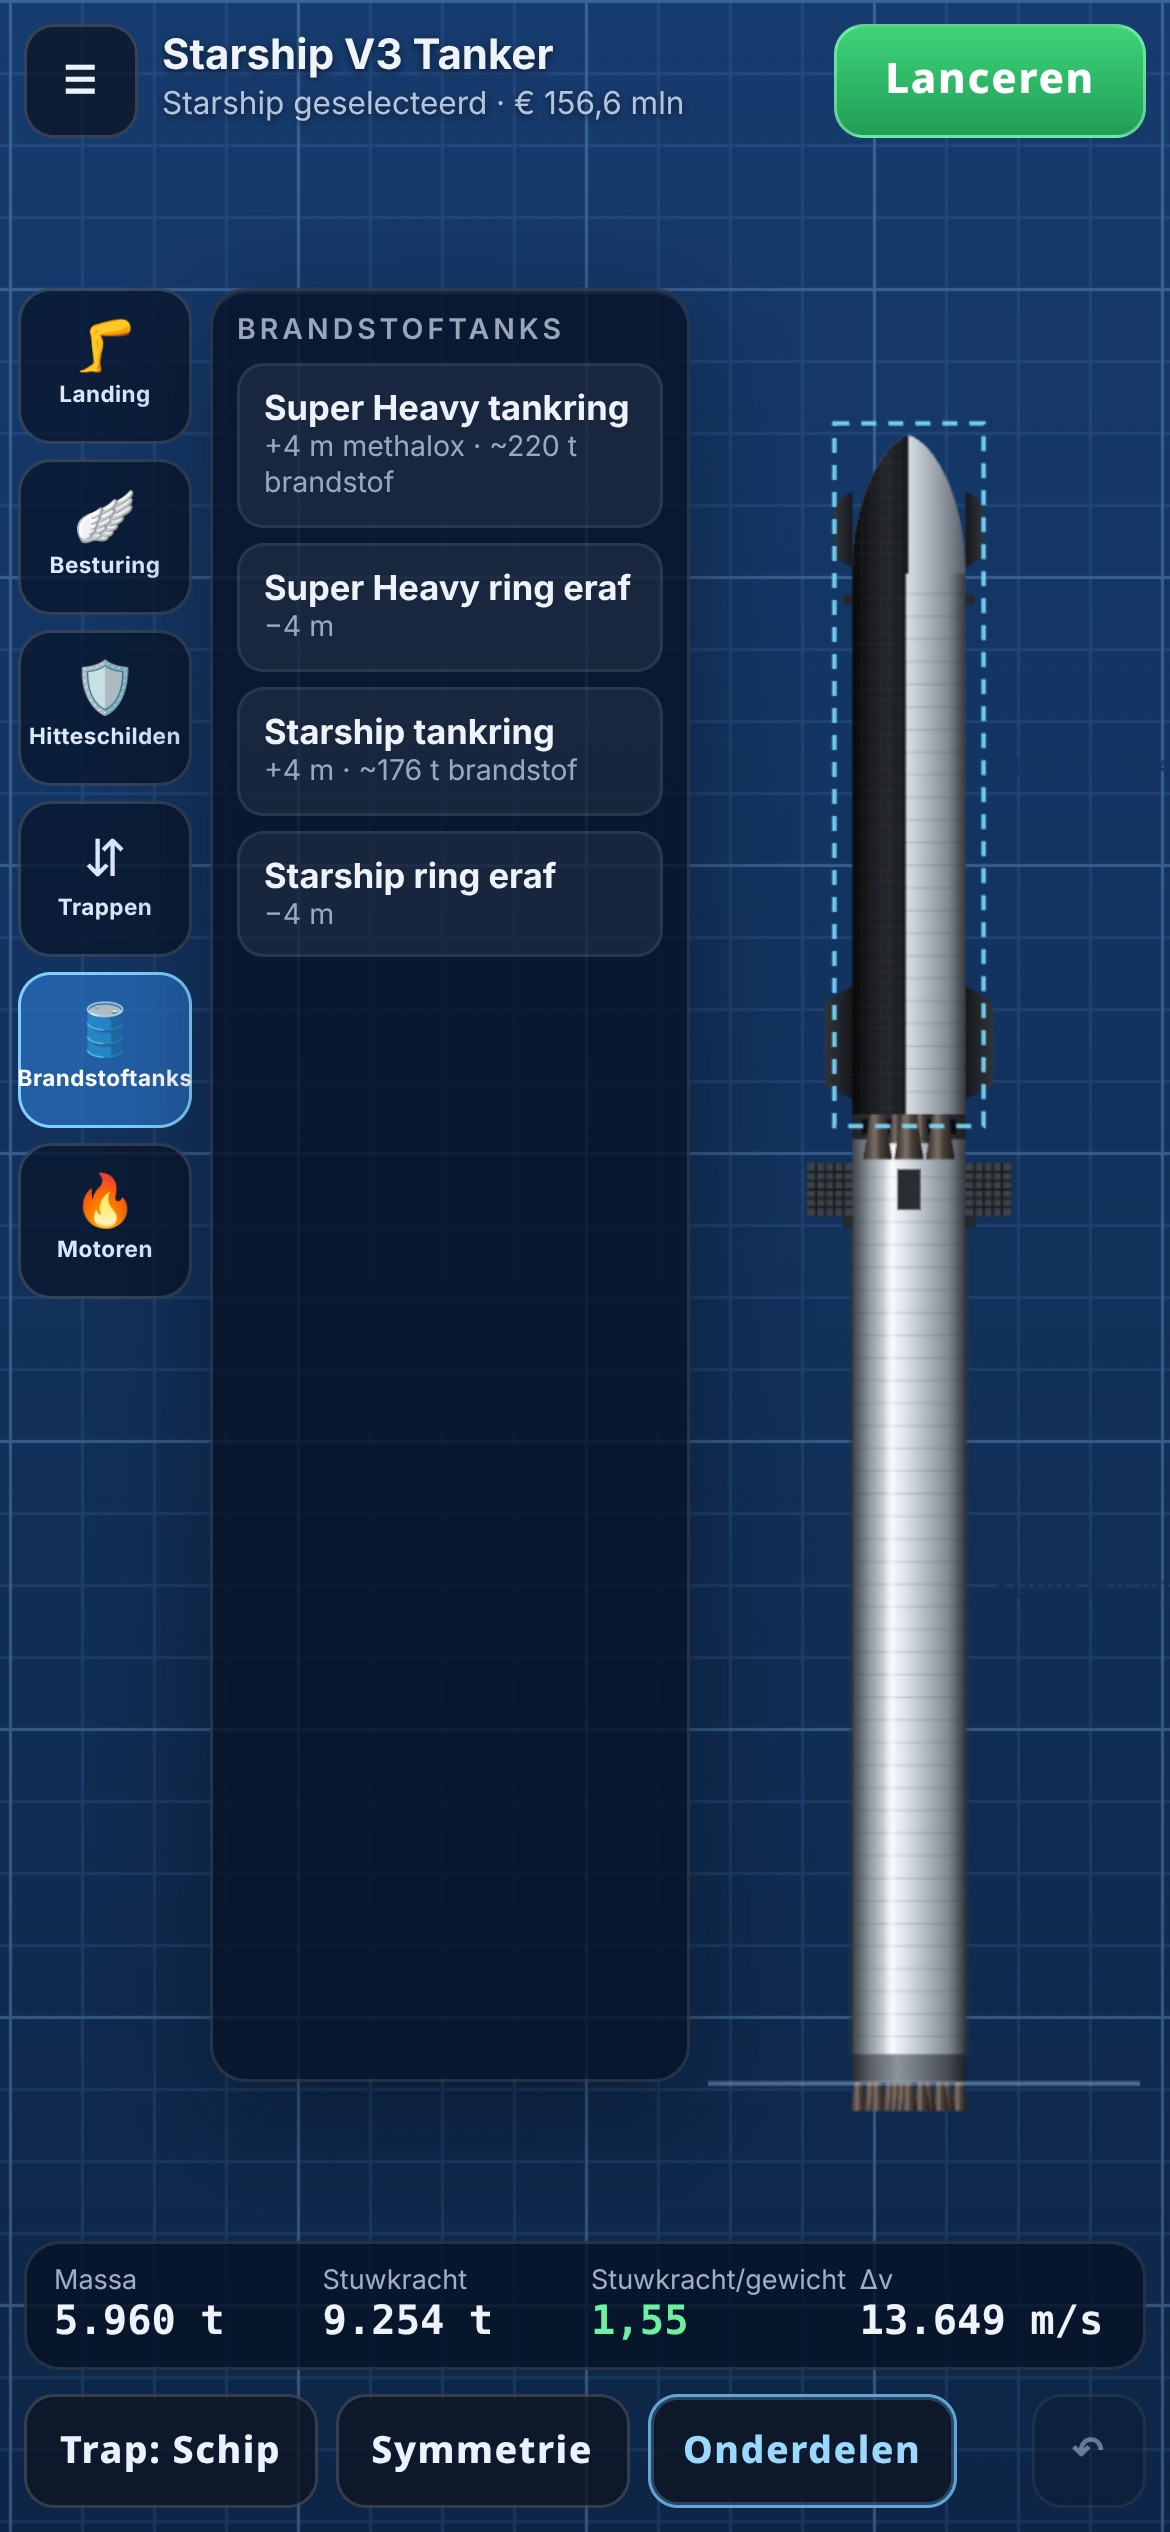 Starship V3 Tanker
Starship geselecteerd · € 156,6 mln
Lanceren
Landing
Besturing
Hitteschilden
Trappen
Brandstoftanks
Motoren
BRANDSTOFTANKS
Super Heavy tankring
+4 m methalox · ~220 t
brandstof
Super Heavy ring eraf
−4 m
Starship tankring
+4 m · ~176 t brandstof
Starship ring eraf
−4 m
Massa
5.960 t
Stuwkracht
9.254 t
Stuwkracht/gewicht
1,55
Δv
13.649 m/s
Trap: Schip
Symmetrie
Onderdelen